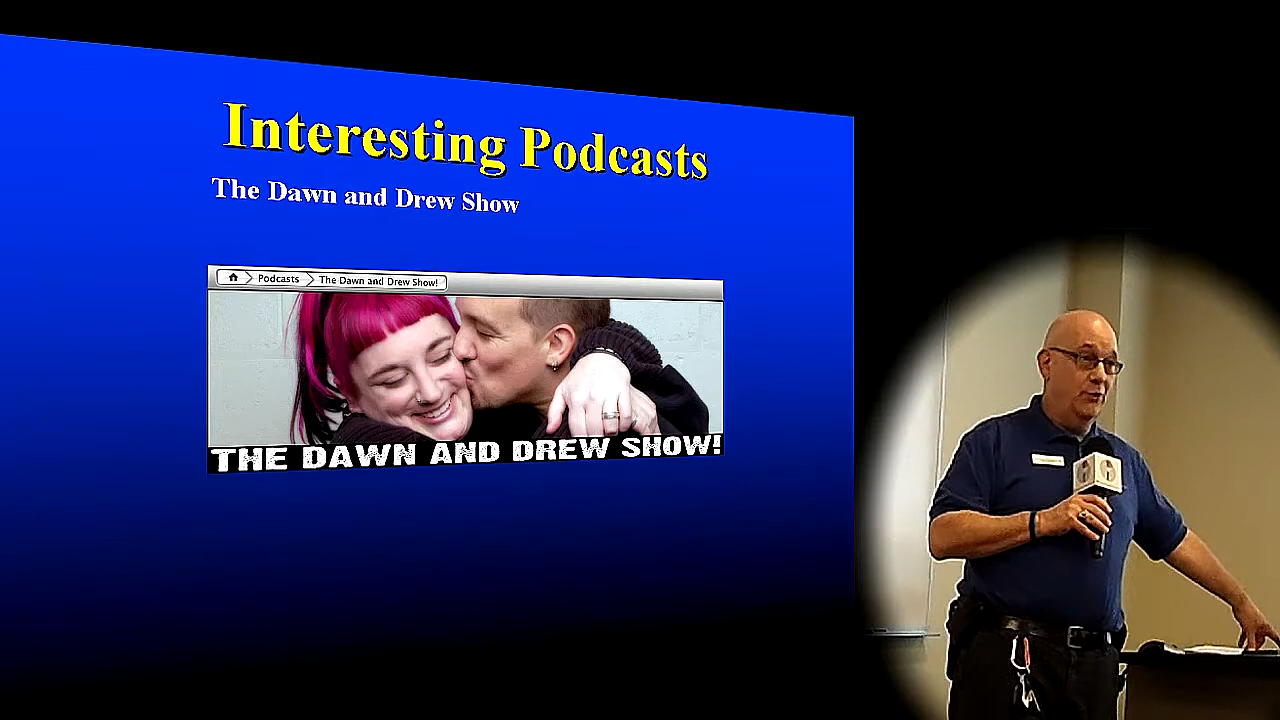 Interesting Podcasts
The Dawn and Drew Show
Podcasts
The Dawn and Drew Show!
THE DAWN AND DREW SHOW!